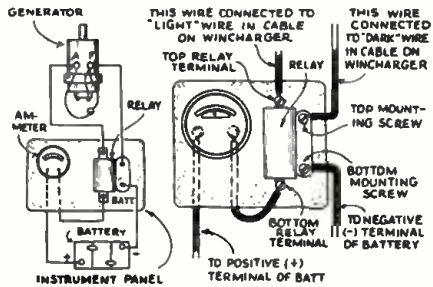 GENERATOR
A F
AM-
METER
RELAY
BATT
BATTERY
+ -
INSTRUMENT PANEL
THIS WIRE CONNECTED TO
"LIGHT" WIRE IN CABLE
ON WINCHARGER
THIS WIRE
CONNECTED
TO "DARK" WIRE
IN CABLE ON
WINCHARGER
TOP RELAY
TERMINAL
RELAY
TOP MOUNT-
ING SCREW
BOTTOM
MOUNTING
SCREW
BOTTOM
RELAY
TERMINAL
TO NEGATIVE
(-) TERMINAL
OF BATTERY
TO POSITIVE (+)
TERMINAL OF BATT